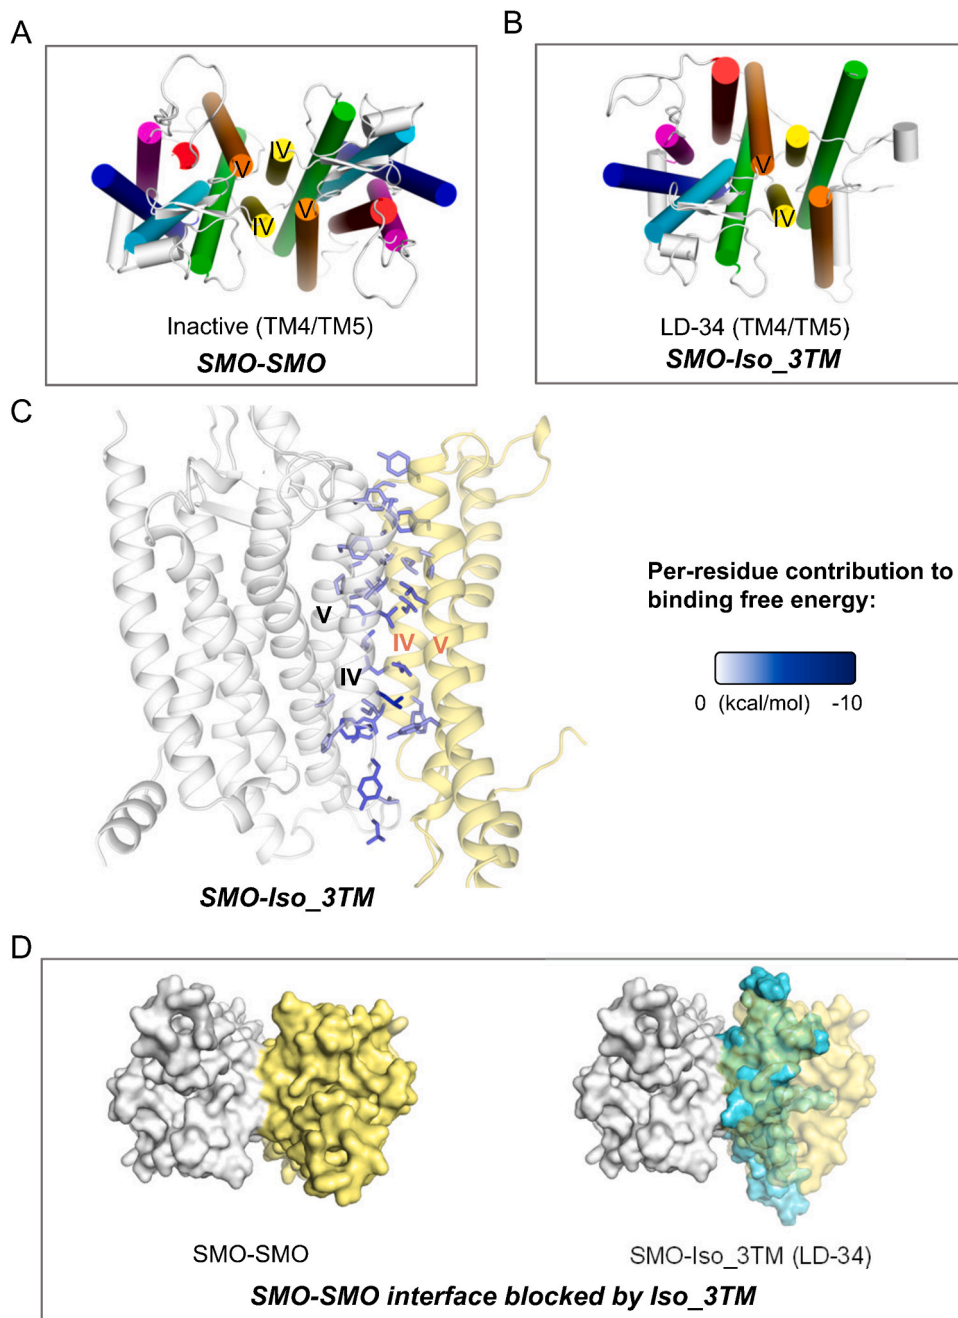 A
B
IV
V
V
IV
Inactive (TM4/TM5)
SMO-SMO
V
IV
LD-34 (TM4/TM5)
SMO-Iso_3TM
C
V
IV
V
IV
SMO-Iso_3TM
Per-residue contribution to
binding free energy:
0 (kcal/mol) -10
D
SMO-SMO
SMO-Iso_3TM (LD-34)
SMO-SMO interface blocked by Iso_3TM